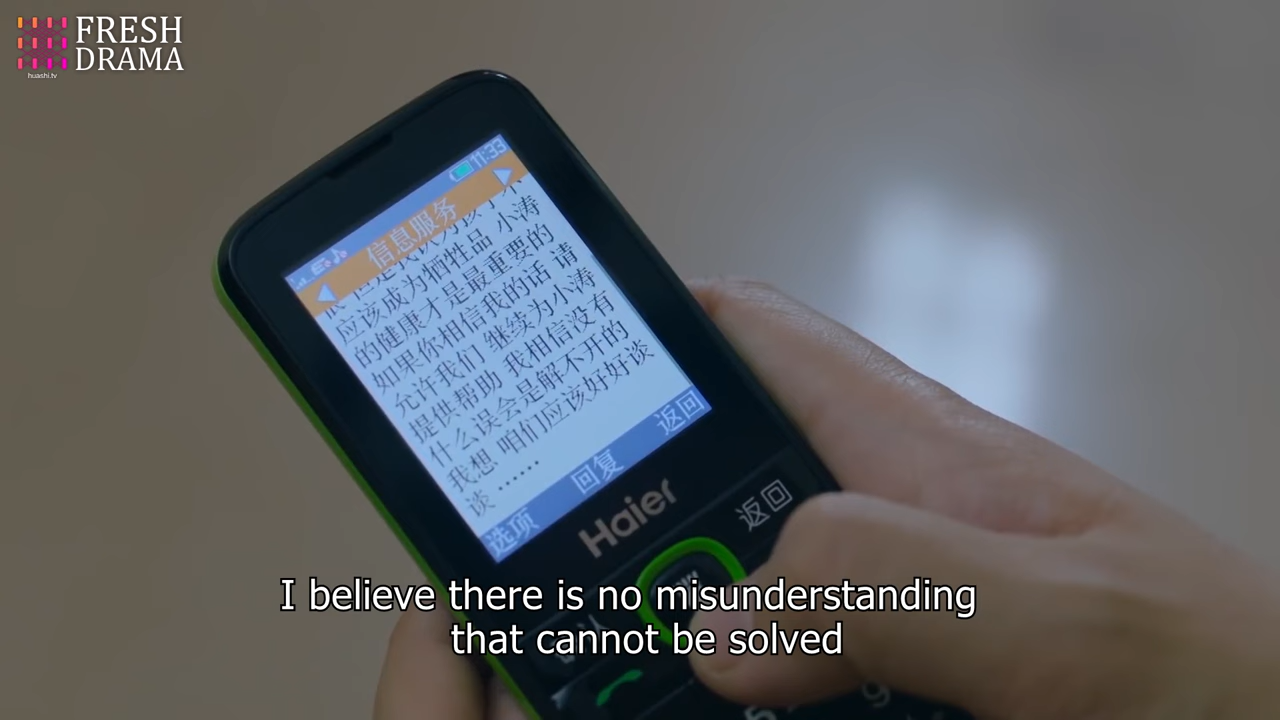 FRESH
DRAMA
huashi.tv
11:33
信息服务
应该成为牺牲品 小涛
的健康才是最重要的
如果你相信我的话 请
允许我们 继续为小涛
提供帮助 我相信没有
什么误会是解不开的
我想 咱们应该好好谈
谈 ……
选项 回复 返回
Haier
返回
I believe there is no misunderstanding
that cannot be solved